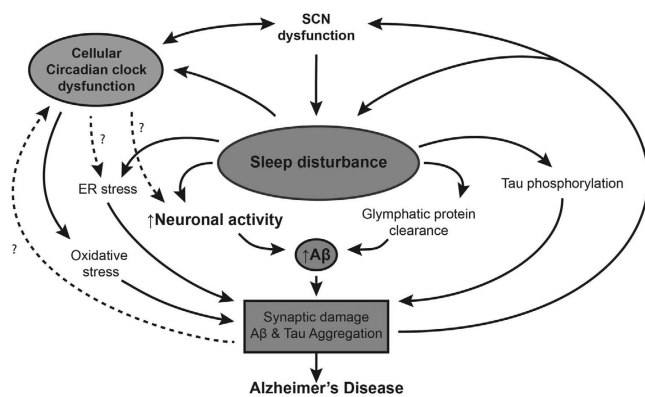 SCN
dysfunction
Cellular
Circadian clock
dysfunction
?
?
Sleep disturbance
ER stress
Tau phosphorylation
↑Neuronal activity
Glymphatic protein
clearance
?
Oxidative
stress
↑Aβ
Synaptic damage
Aβ & Tau Aggregation
Alzheimer's Disease